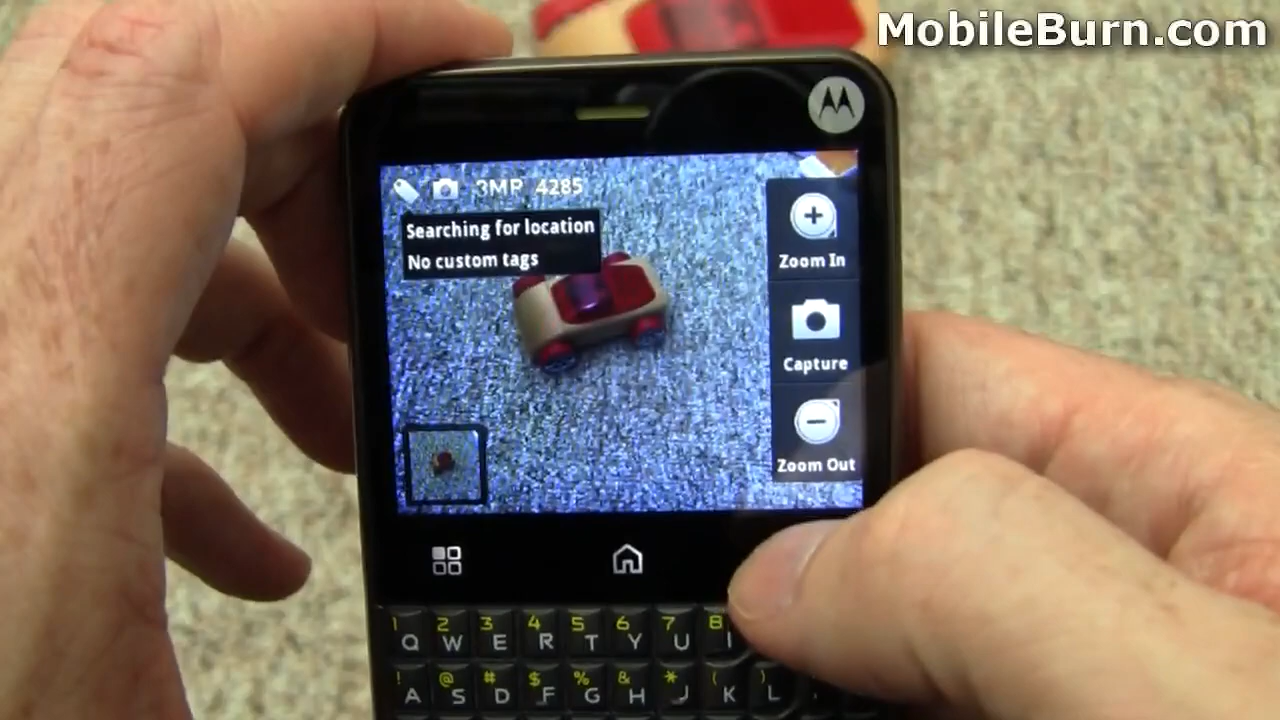 MobileBurn.com
3MP 4285
Searching for location
No custom tags
Zoom In
Capture
Zoom Out
1 2 3 4 5 6 7 8
Q W E R T Y U I
! @ # $ % & * ( )
A S D F G H J K L